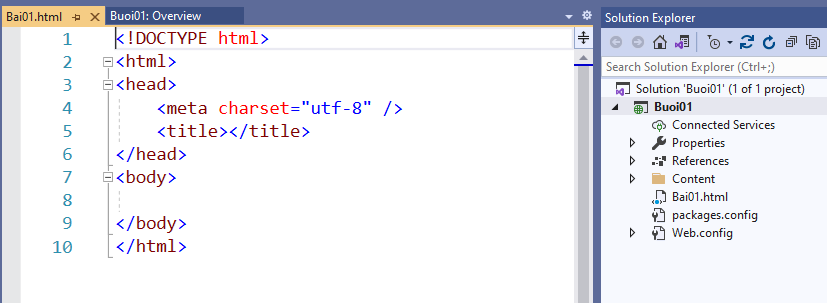 Bai01.html Buoi01: Overview
1 <!DOCTYPE html>
2 <html>
3 <head>
4 <meta charset="utf-8" />
5 <title></title>
6 </head>
7 <body>
8
9 </body>
10 </html>
Solution Explorer
Search Solution Explorer (Ctrl+;)
Solution 'Buoi01' (1 of 1 project)
Buoi01
Connected Services
Properties
References
Content
Bai01.html
packages.config
Web.config